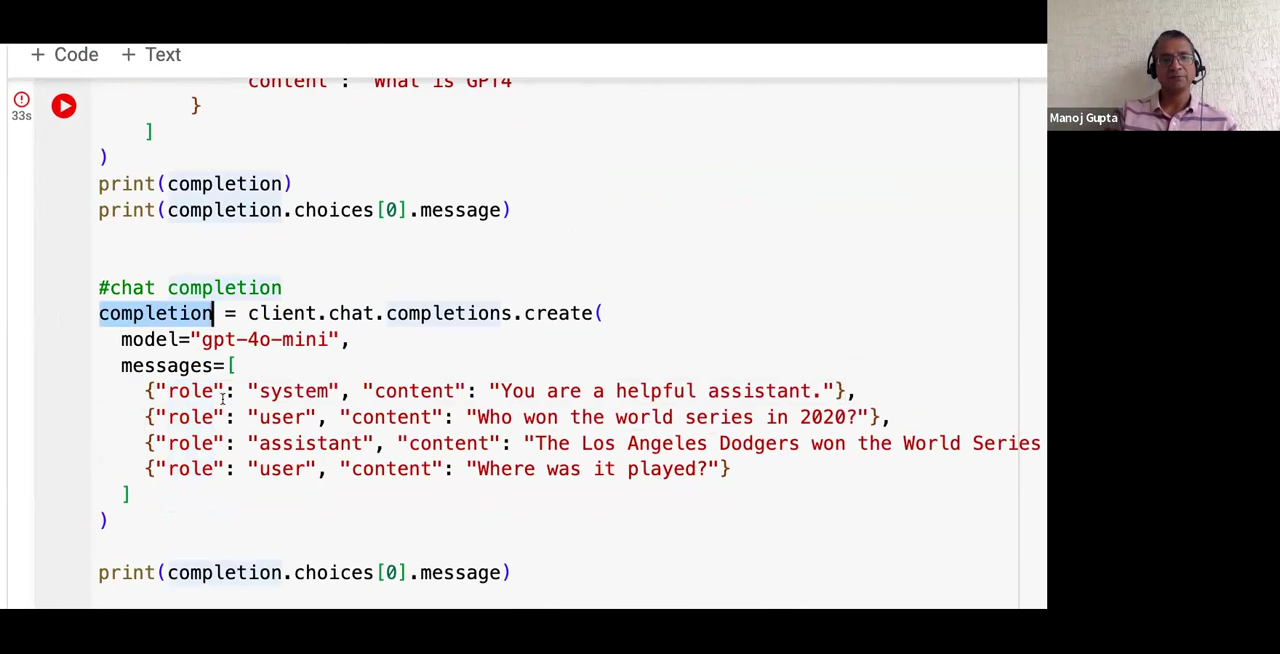 + Code + Text
content : What is GPT4
}
]
)
33s
print(completion)
print(completion.choices[0].message)
#chat completion
completion = client.chat.completions.create(
model="gpt-4o-mini",
messages=[
{"role": "system", "content": "You are a helpful assistant."},
{"role": "user", "content": "Who won the world series in 2020?"},
{"role": "assistant", "content": "The Los Angeles Dodgers won the World Series
{"role": "user", "content": "Where was it played?"}
]
)
print(completion.choices[0].message)
Manoj Gupta